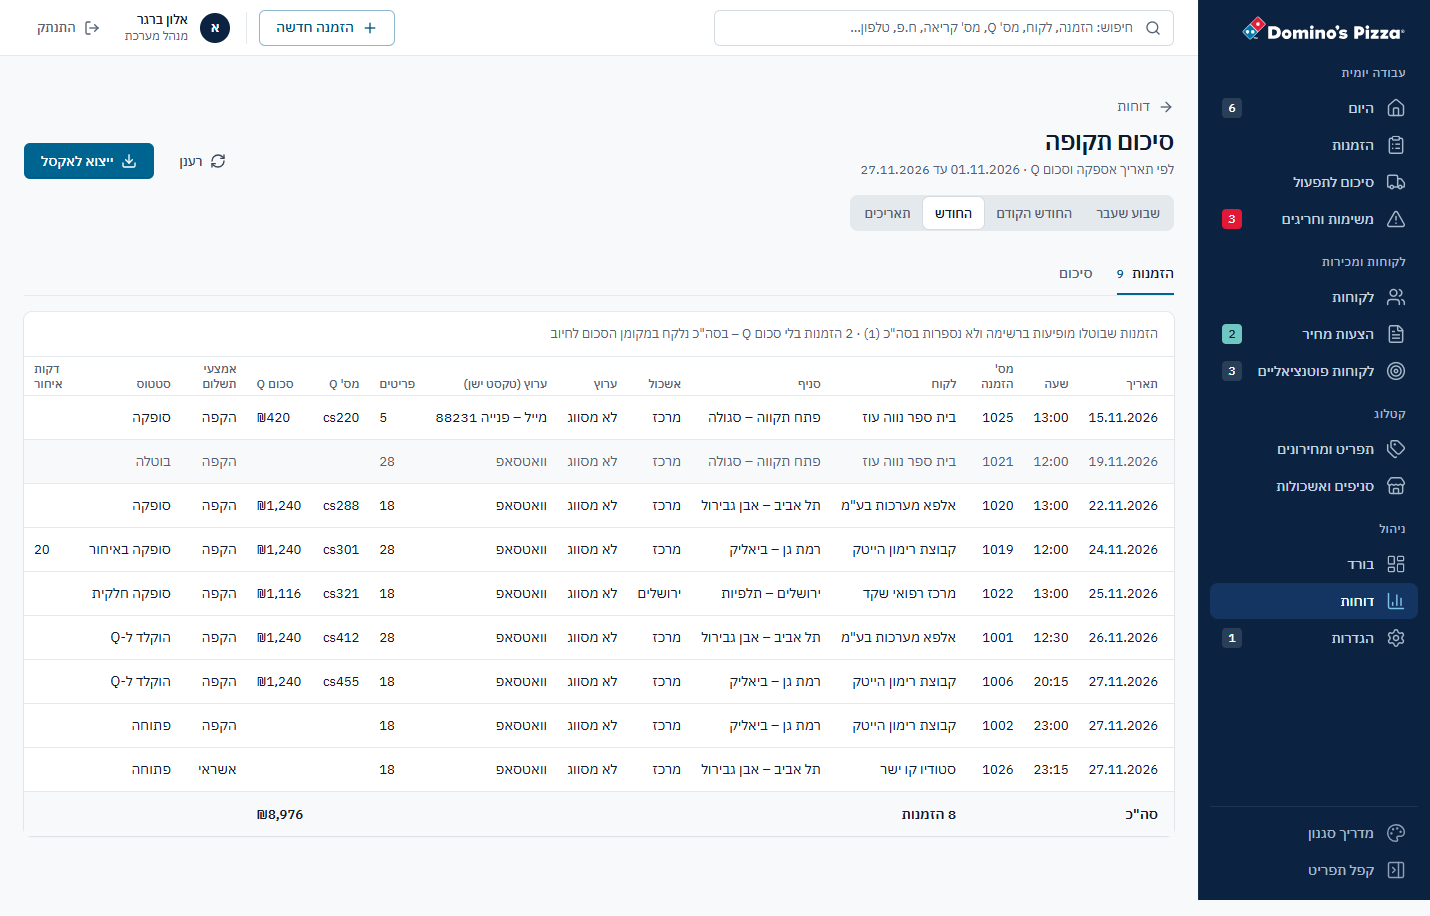 Domino's Pizza
עבודה יומית
היום 6
הזמנות
סיכום לתפעול
משימות וחריגים 3
לקוחות ומכירות
לקוחות
הצעות מחיר 2
לקוחות פוטנציאליים 3
קטלוג
תפריט ומחירונים
סניפים ואשכולות
ניהול
בורד
דוחות
הגדרות 1
מדריך סגנון
קפל תפריט
חיפוש: הזמנה, לקוח, מס' Q, מס' קריאה, ח.פ, טלפון...
הזמנה חדשה
א
אלון ברגר
מנהל מערכת
התנתק
דוחות
סיכום תקופה
לפי תאריך אספקה וסכום Q · 01.11.2026 עד 27.11.2026
רענן
ייצוא לאקסל
שבוע שעבר
החודש הקודם
החודש
תאריכים
הזמנות 9
סיכום
הזמנות שבוטלו מופיעות ברשימה ולא נספרות בסה"כ (1) · 2 הזמנות בלי סכום Q – בסה"כ נלקח במקומן הסכום לחיוב
תאריך שעה מס' הזמנה לקוח סניף אשכול ערוץ ערוץ (טקסט ישן) פריטים מס' Q סכום Q אמצעי תשלום סטטוס דקות איחור
15.11.2026 13:00 1025 בית ספר נווה עוז פתח תקווה – סגולה מרכז לא מסווג מייל – פנייה 88231 5 cs220 ₪420 הקפה סופקה
19.11.2026 12:00 1021 בית ספר נווה עוז פתח תקווה – סגולה מרכז לא מסווג וואטסאפ 28 הקפה בוטלה
22.11.2026 13:00 1020 אלפא מערכות בע"מ תל אביב – אבן גבירול מרכז לא מסווג וואטסאפ 18 cs288 ₪1,240 הקפה סופקה
24.11.2026 12:00 1019 קבוצת רימון הייטק רמת גן – ביאליק מרכז לא מסווג וואטסאפ 28 cs301 ₪1,240 הקפה סופקה באיחור 20
25.11.2026 13:00 1022 מרכז רפואי שקד ירושלים – תלפיות ירושלים לא מסווג וואטסאפ 18 cs321 ₪1,116 הקפה סופקה חלקית
26.11.2026 12:30 1001 אלפא מערכות בע"מ תל אביב – אבן גבירול מרכז לא מסווג וואטסאפ 28 cs412 ₪1,240 הקפה הוקלד ל-Q
27.11.2026 20:15 1006 קבוצת רימון הייטק רמת גן – ביאליק מרכז לא מסווג וואטסאפ 18 cs455 ₪1,240 הקפה הוקלד ל-Q
27.11.2026 23:00 1002 קבוצת רימון הייטק רמת גן – ביאליק מרכז לא מסווג וואטסאפ 18 הקפה פתוחה
27.11.2026 23:15 1026 סטודיו קו ישר תל אביב – אבן גבירול מרכז לא מסווג וואטסאפ 18 אשראי פתוחה
סה"כ 8 הזמנות ₪8,976